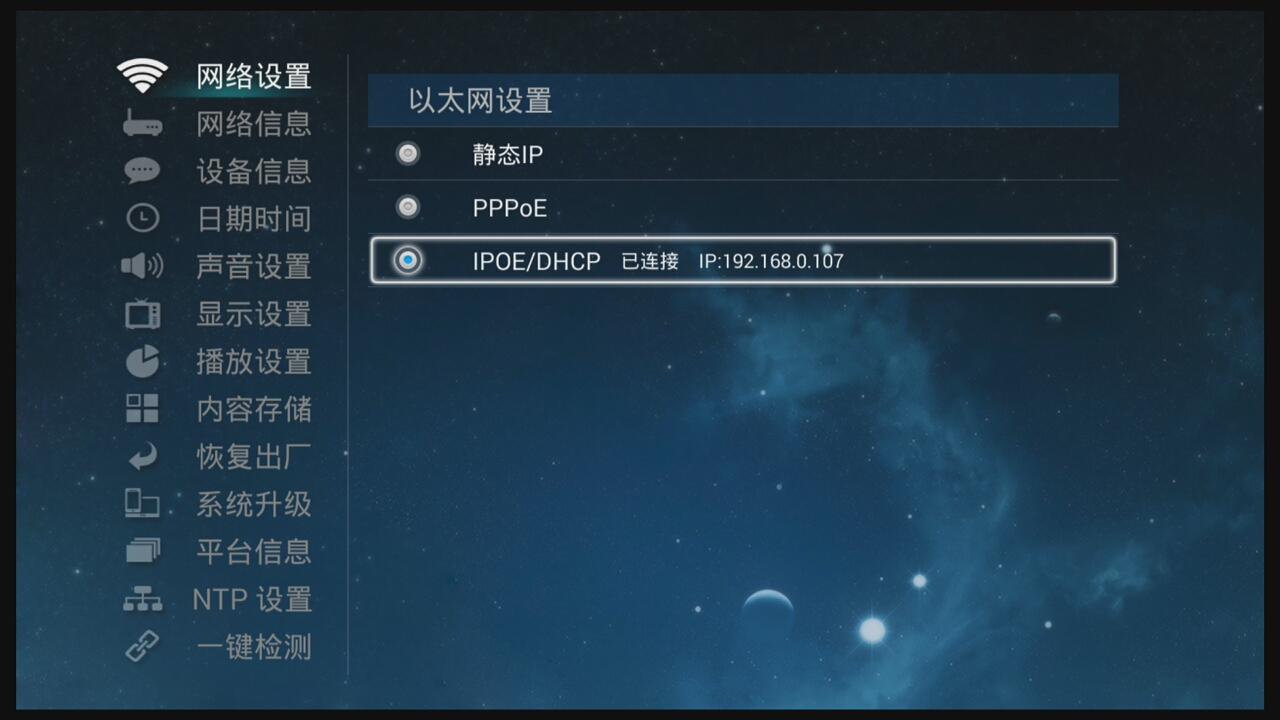 网络设置
网络信息
设备信息
日期时间
声音设置
显示设置
播放设置
内容存储
恢复出厂
系统升级
平台信息
NTP 设置
一键检测
以太网设置
静态IP
PPPoE
IPOE/DHCP 已连接 IP:192.168.0.107